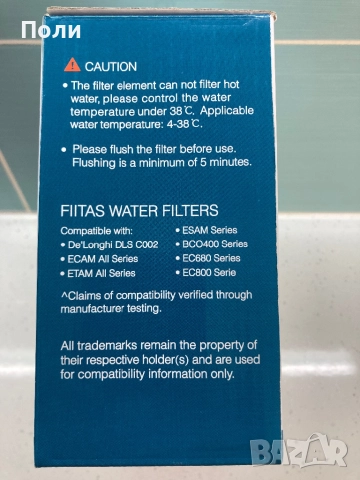 Поли
CAUTION
• The filter element can not filter hot
water, please control the water
temperature under 38℃. Applicable
water temperature: 4-38℃.
• Please flush the filter before use.
Flushing is a minimum of 5 minutes.
FIITAS WATER FILTERS
Compatible with:
• De'Longhi DLS C002
• ECAM All Series
• ETAM All Series
• ESAM Series
• BCO400 Series
• EC680 Series
• EC800 Serie
^Claims of compatibility verified through
manufacturer testing.
All trademarks remain the property of
their respective holder(s) and are used
for compatibility information only.
BAZAR